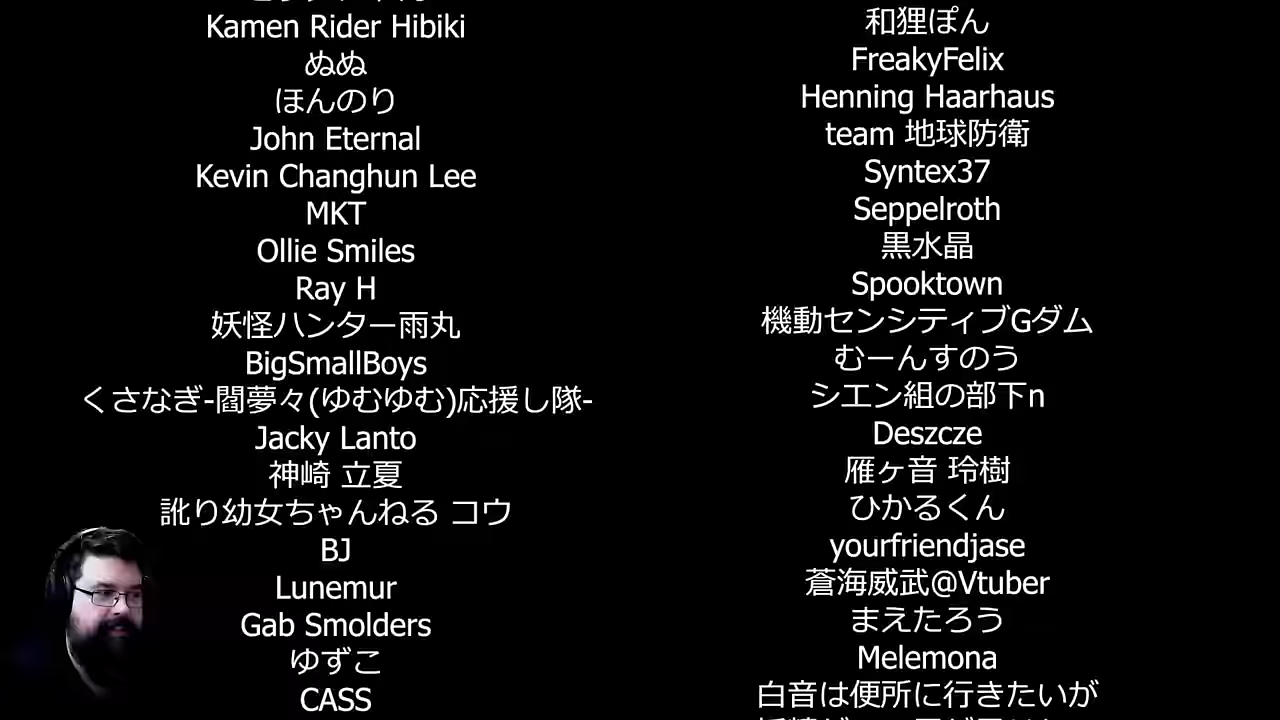 Kamen Rider Hibiki
ぬぬ
ほんのり
John Eternal
Kevin Changhun Lee
MKT
Ollie Smiles
Ray H
妖怪ハンター雨丸
BigSmallBoys
くさなぎ-閻夢々(ゆむゆむ)応援し隊-
Jacky Lanto
神崎 立夏
訛り幼女ちゃんねる コウ
BJ
Lunemur
Gab Smolders
ゆずこ
CASS
和狸ぽん
FreakyFelix
Henning Haarhaus
team 地球防衛
Syntex37
Seppelroth
黒水晶
Spooktown
機動センシティブGダム
むーんすのう
シエン組の部下n
Deszcze
雁ヶ音 玲樹
ひかるくん
yourfriendjase
蒼海威武@Vtuber
まえたろう
Melemona
白音は便所に行きたいが